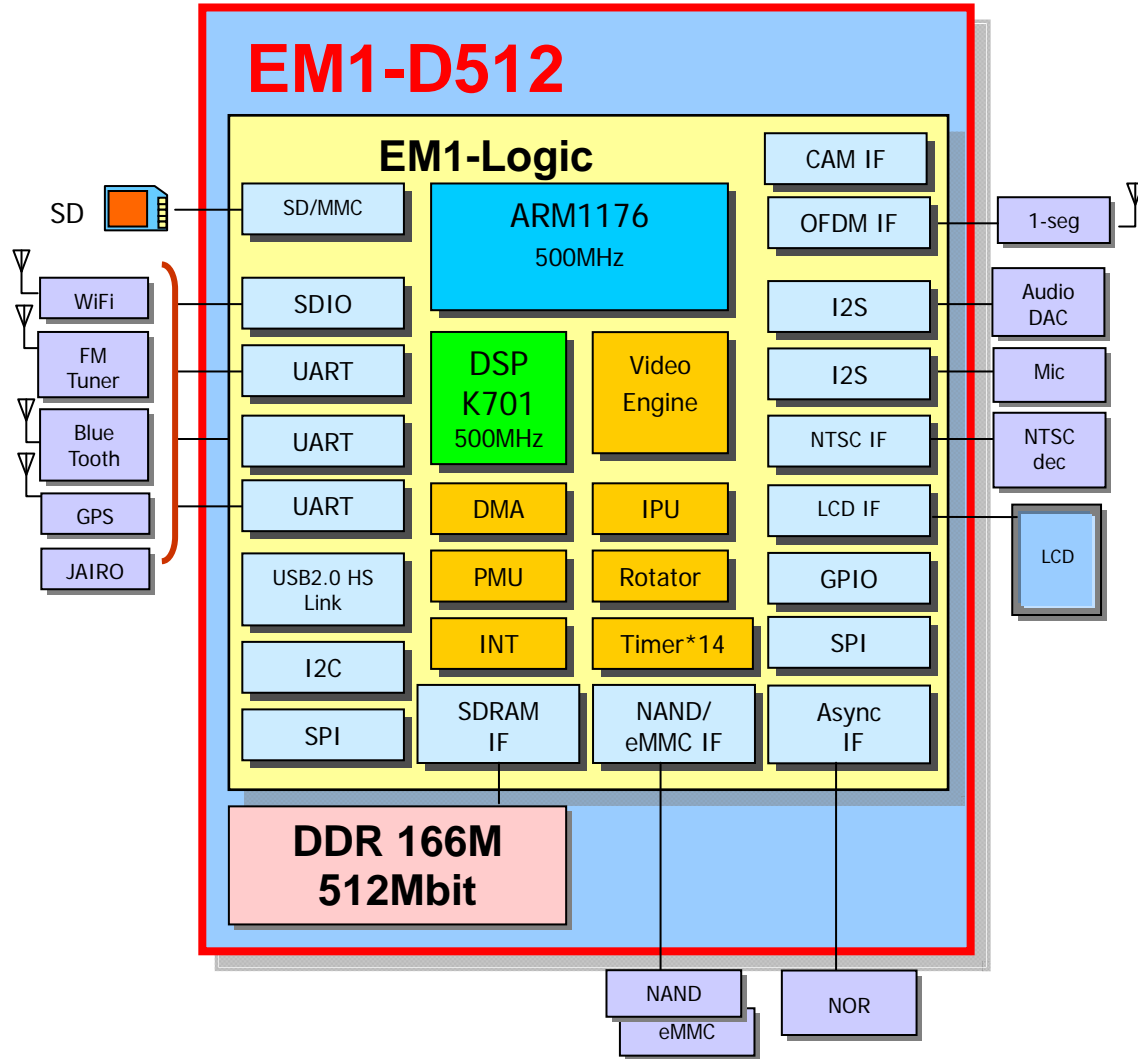 EM1-D512
EM1-Logic
CAM IF
SD
SD/MMC
ARM1176
500MHz
OFDM IF
1-seg
WiFi
SDIO
I2S
Audio
DAC
FM
Tuner
UART
DSP
K701
500MHz
Video
Engine
I2S
Mic
Blue
Tooth
UART
NTSC IF
NTSC
dec
GPS
UART
DMA
IPU
LCD IF
LCD
JAIRO
USB2.0 HS
Link
PMU
Rotator
GPIO
I2C
INT
Timer*14
SPI
SPI
SDRAM
IF
NAND/
eMMC IF
Async
IF
DDR 166M
512Mbit
NAND
eMMC
NOR